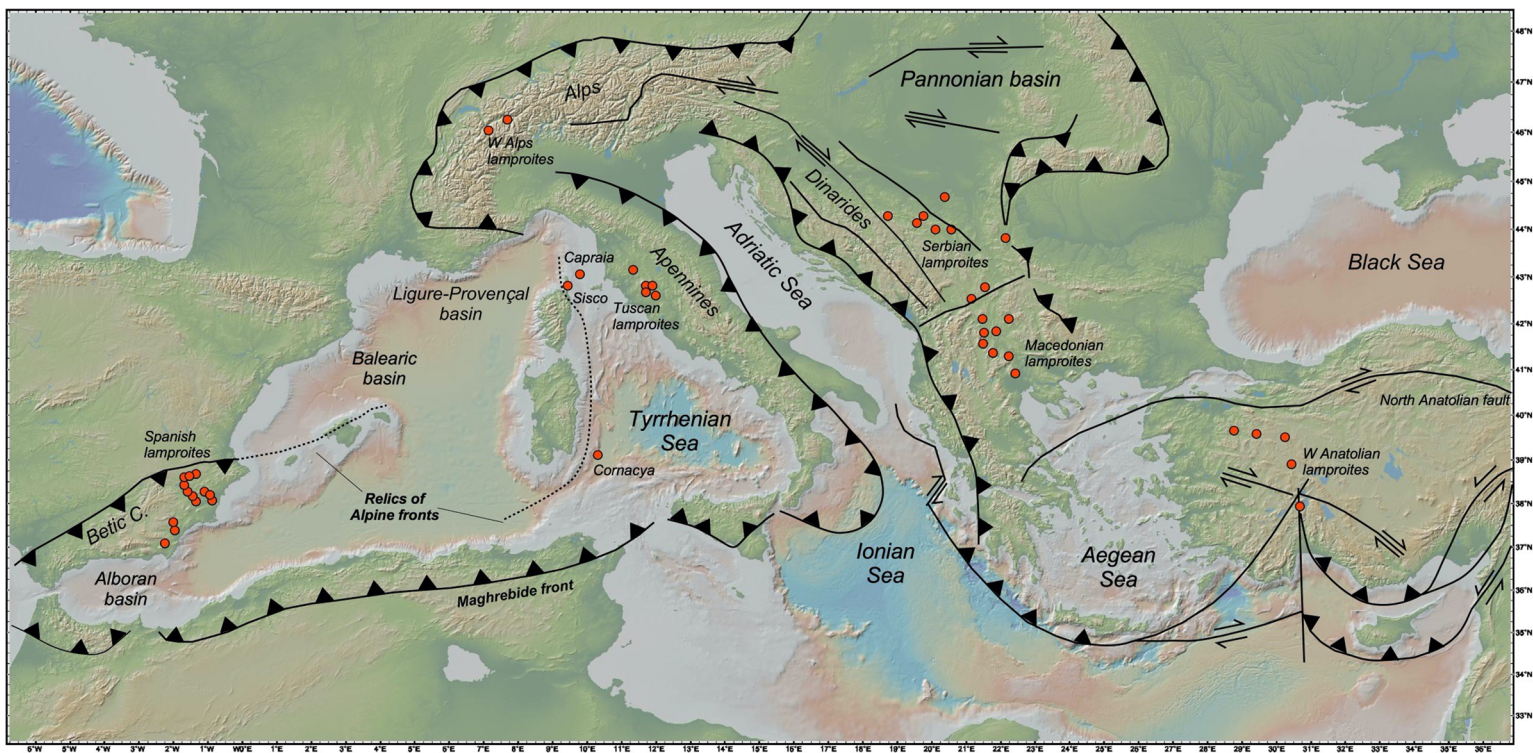 Pannonian basin
Alps
W Alps
lamproites
Dinarides
Serbian
lamproites
Adriatic Sea
Apennines
Capraia
Sisco
Tuscan
lamproites
Ligure-Provençal
basin
Black Sea
Macedonian
lamproites
Balearic
basin
Tyrrhenian
Sea
Cornacya
North Anatolian fault
Spanish
lamproites
W Anatolian
lamproites
Relics of
Alpine fronts
Betic C.
Alboran
basin
Maghrebide front
Ionian
Sea
Aegean
Sea
48°N
47°N
46°N
45°N
44°N
43°N
42°N
41°N
40°N
39°N
38°N
37°N
36°N
35°N
34°N
33°N
6°W 5°W 4°W 3°W 2°W 1°W W0°E 1°E 2°E 3°E 4°E 5°E 6°E 7°E 8°E 9°E 10°E 11°E 12°E 13°E 14°E 15°E 16°E 17°E 18°E 19°E 20°E 21°E 22°E 23°E 24°E 25°E 26°E 27°E 28°E 29°E 30°E 31°E 32°E 33°E 34°E 35°E 36°E